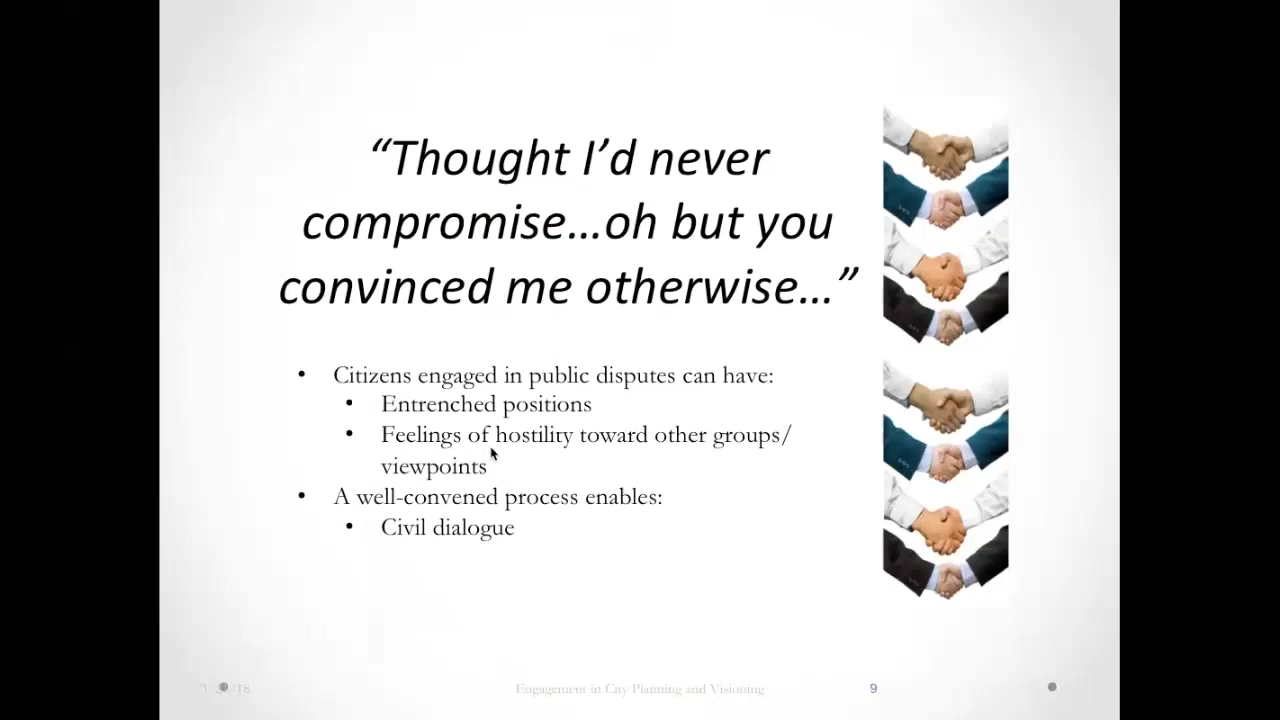 “Thought I’d never
compromise…oh but you
convinced me otherwise…”
• Citizens engaged in public disputes can have:
• Entrenched positions
• Feelings of hostility toward other groups/
viewpoints
• A well-convened process enables:
• Civil dialogue
Engagement in City Planning and Visioning
9